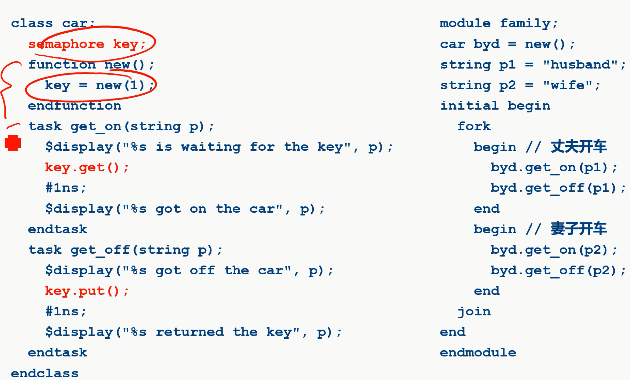 class car;
semaphore key;
function new();
key = new(1);
endfunction
task get_on(string p);
$display("%s is waiting for the key", p);
key.get();
#1ns;
$display("%s got on the car", p);
endtask
task get_off(string p);
$display("%s got off the car", p);
key.put();
#1ns;
$display("%s returned the key", p);
endtask
endclass
module family;
car byd = new();
string p1 = "husband";
string p2 = "wife";
initial begin
fork
begin // 丈夫开车
byd.get_on(p1);
byd.get_off(p1);
end
begin // 妻子开车
byd.get_on(p2);
byd.get_off(p2);
end
join
end
endmodule